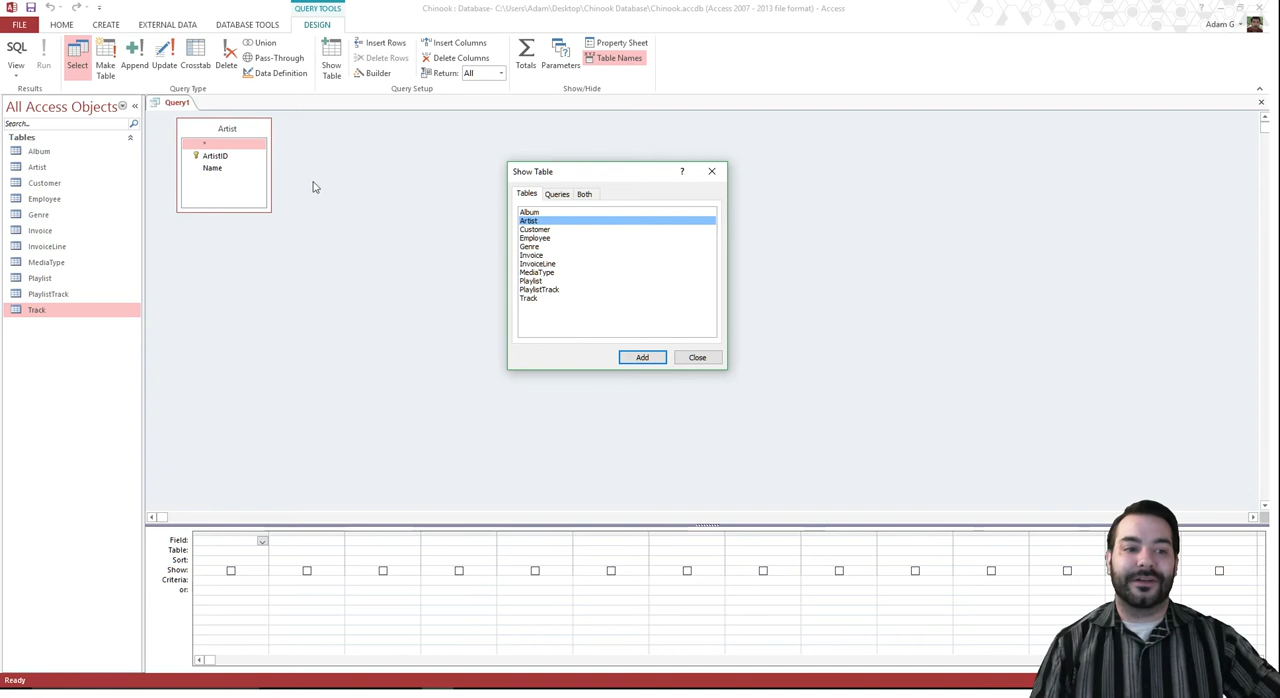 QUERY TOOLS
Chinook : Database- C:\Users\Adam\Desktop\Chinook Database\Chinook.accdb (Access 2007 - 2013 file format) - Access
FILE HOME CREATE EXTERNAL DATA DATABASE TOOLS DESIGN
Adam G
SQL
View
Run
Select
Make Table
Append
Update
Crosstab
Delete
Union
Pass-Through
Data Definition
Show Table
Insert Rows
Delete Rows
Builder
Insert Columns
Delete Columns
Return: All
Totals
Parameters
Property Sheet
Table Names
Results
Query Type
Query Setup
Show/Hide
All Access Objects
Search...
Tables
Album
Artist
Customer
Employee
Genre
Invoice
InvoiceLine
MediaType
Playlist
PlaylistTrack
Track
Query1
Artist
*
ArtistID
Name
Show Table
?
Tables Queries Both
Album
Artist
Customer
Employee
Genre
Invoice
InvoiceLine
MediaType
Playlist
PlaylistTrack
Track
Add Close
Field:
Table:
Sort:
Show:
Criteria:
or:
Ready